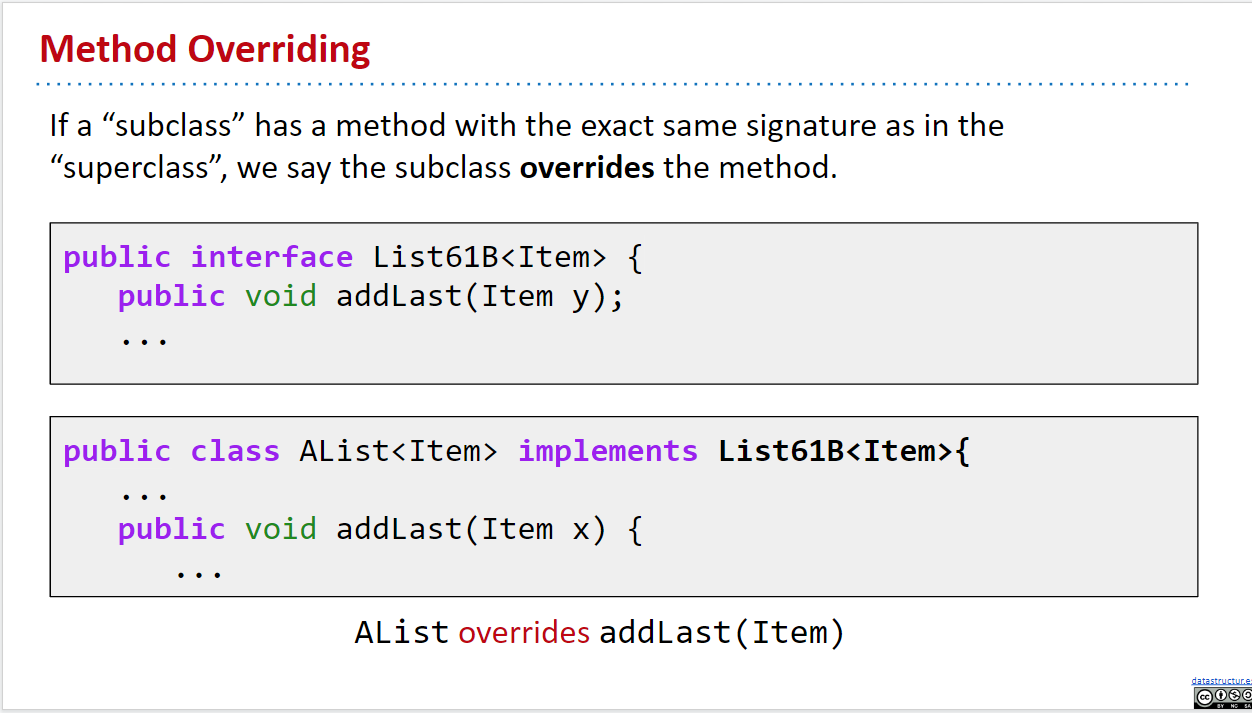 Method Overriding
If a “subclass” has a method with the exact same signature as in the
“superclass”, we say the subclass overrides the method.
public interface List61B<Item> {
public void addLast(Item y);
...
public class AList<Item> implements List61B<Item>{
...
public void addLast(Item x) {
...
AList overrides addLast(Item)
datastructur.es
BY NC SA